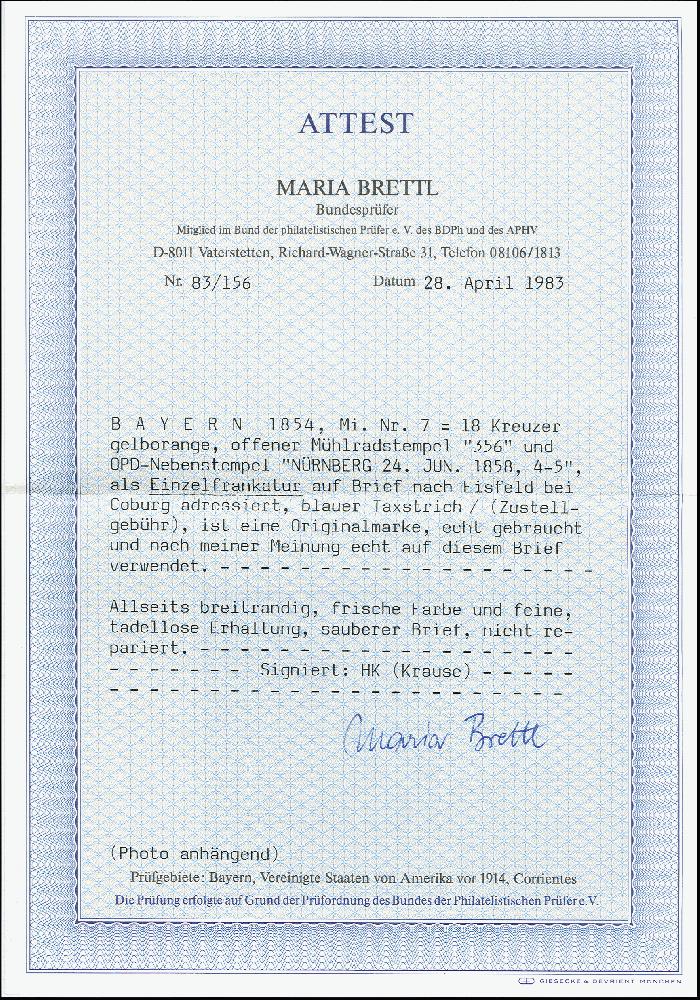 ATTEST
MARIA BRETTL
Bundesprüfer
Mitglied im Bund der philatelistischen Prüfer e. V. des BDPh und des APHV
D-8011 Vaterstetten, Richard-Wagner-Straße 31, Telefon 08106/1813
Nr. 83/156 Datum 28. April 1983
B A Y E R N 1854, Mi. Nr. 7 = 18 Kreuzer
gelborange, offener Mühlradstempel "356" und
OPD-Nebenstempel "NÜRNBERG 24. JUN. 1858, 4-5",
als Einzelfrankatur auf Brief nach Eisfeld bei
Coburg adressiert, blauer Taxstrich / (Zustell-
gebühr), ist eine Originalmarke, echt gebraucht
und nach meiner Meinung echt auf diesem Brief
verwendet. - - - - - - - - - - - - - - - - - - -
Allseits breitrandig, frische Farbe und feine,
tadellose Erhaltung, sauberer Brief, nicht re-
pariert. - - - - - - - - - - - - - - - - - - -
- - - - - - - Signiert: HK (Krause) - - - - -
- - - - - - - - - - - - - - - - - - - - - - -
Maria Brettl
(Photo anhängend)
Prüfgebiete: Bayern, Vereinigte Staaten von Amerika vor 1914, Corrientes
Die Prüfung erfolgte auf Grund der Prüfordnung des Bundes der Philatelistischen Prüfer e.V.
GIESECKE & DEVRIENT MÜNCHEN